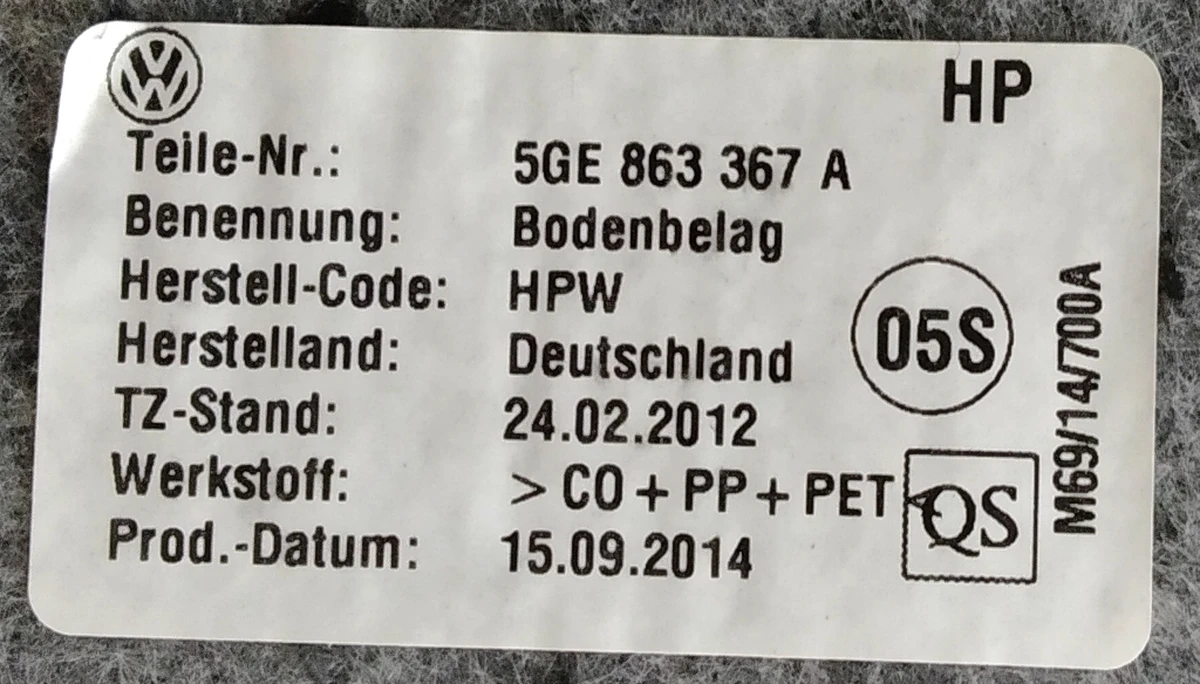 HP
Teile-Nr.: 5GE 863 367 A
Benennung: Bodenbelag
Herstell-Code: HPW
Herstelland: Deutschland
TZ-Stand: 24.02.2012
Werkstoff: > CO + PP + PET <
Prod.-Datum: 15.09.2014
05S
QS
M69/14/700A